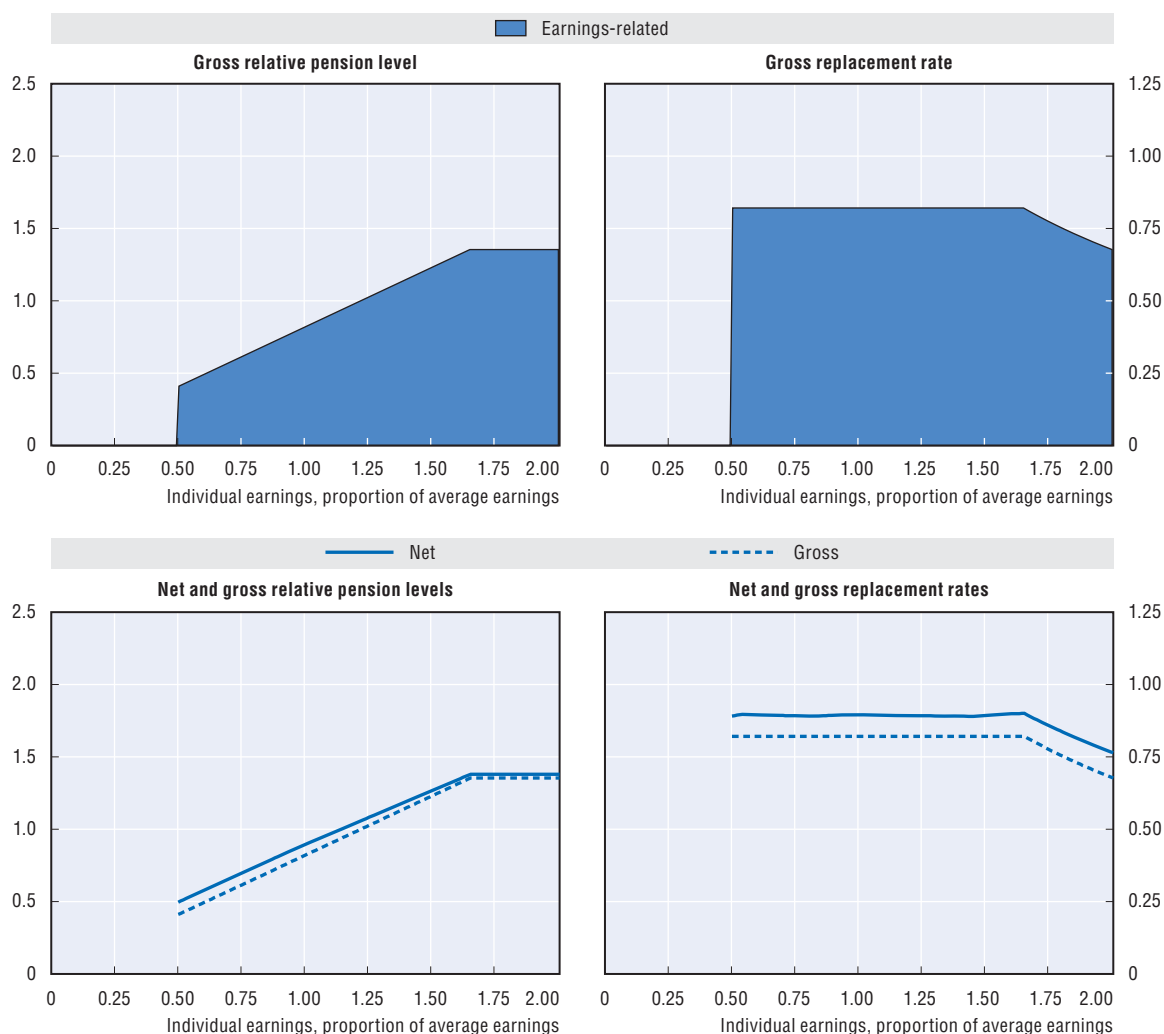 Earnings-related
Gross relative pension level
Gross replacement rate
2.5
2.0
1.5
1.0
0.5
0
1.25
1.00
0.75
0.50
0.25
0
0 0.25 0.50 0.75 1.00 1.25 1.50 1.75 2.00
Individual earnings, proportion of average earnings
0 0.25 0.50 0.75 1.00 1.25 1.50 1.75 2.00
Individual earnings, proportion of average earnings
Net Gross
Net and gross relative pension levels
Net and gross replacement rates
2.5
2.0
1.5
1.0
0.5
0
1.25
1.00
0.75
0.50
0.25
0
0 0.25 0.50 0.75 1.00 1.25 1.50 1.75 2.00
Individual earnings, proportion of average earnings
0 0.25 0.50 0.75 1.00 1.25 1.50 1.75 2.00
Individual earnings, proportion of average earnings